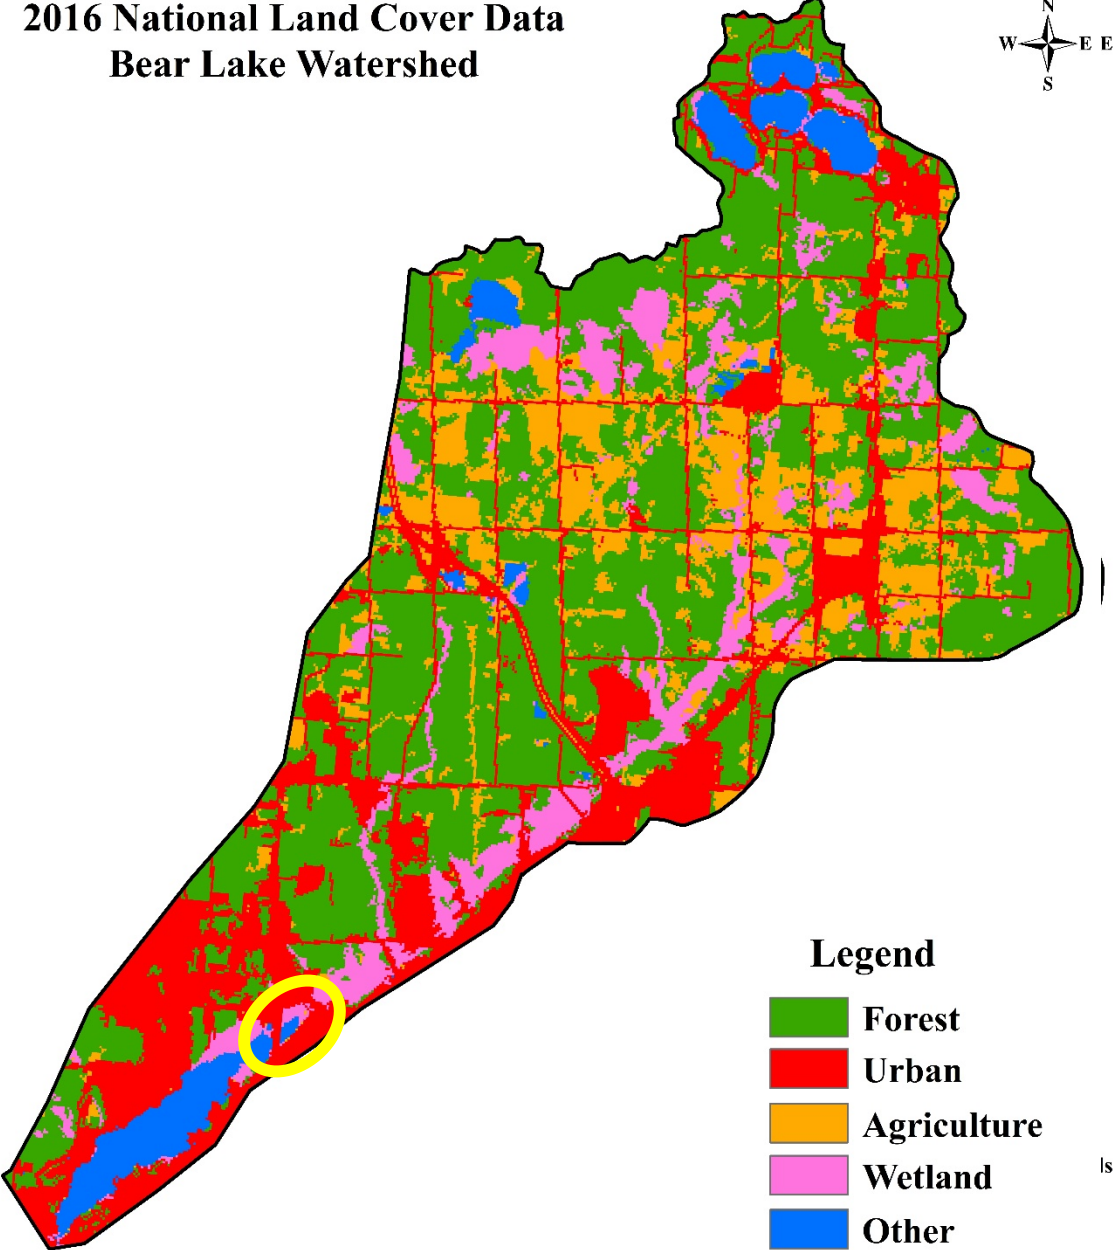 2016 National Land Cover Data
Bear Lake Watershed
N
W E E
S
Legend
Forest
Urban
Agriculture
Wetland
Other
ls